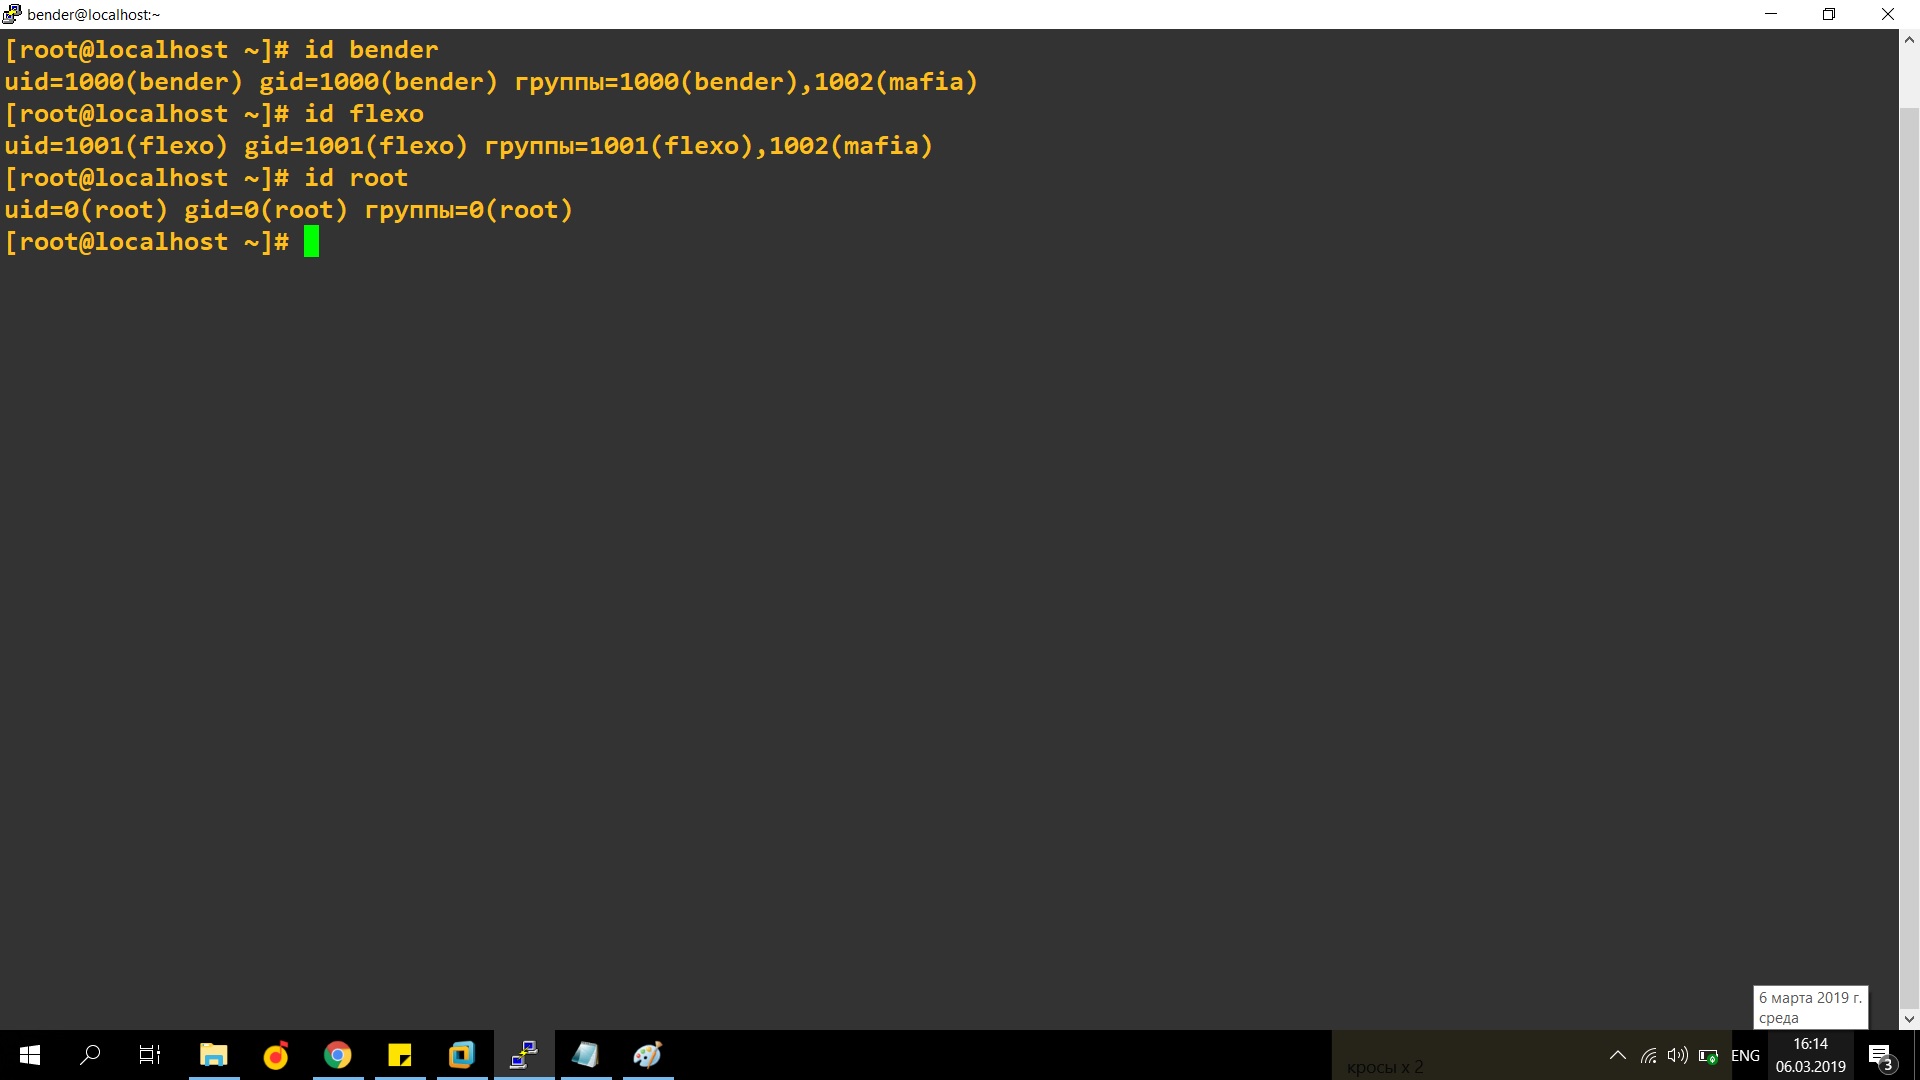 bender@localhost:~
[root@localhost ~]# id bender
uid=1000(bender) gid=1000(bender) группы=1000(bender),1002(mafia)
[root@localhost ~]# id flexo
uid=1001(flexo) gid=1001(flexo) группы=1001(flexo),1002(mafia)
[root@localhost ~]# id root
uid=0(root) gid=0(root) группы=0(root)
[root@localhost ~]#
6 марта 2019 г.
среда
кросы x 2
ENG
16:14
06.03.2019
3